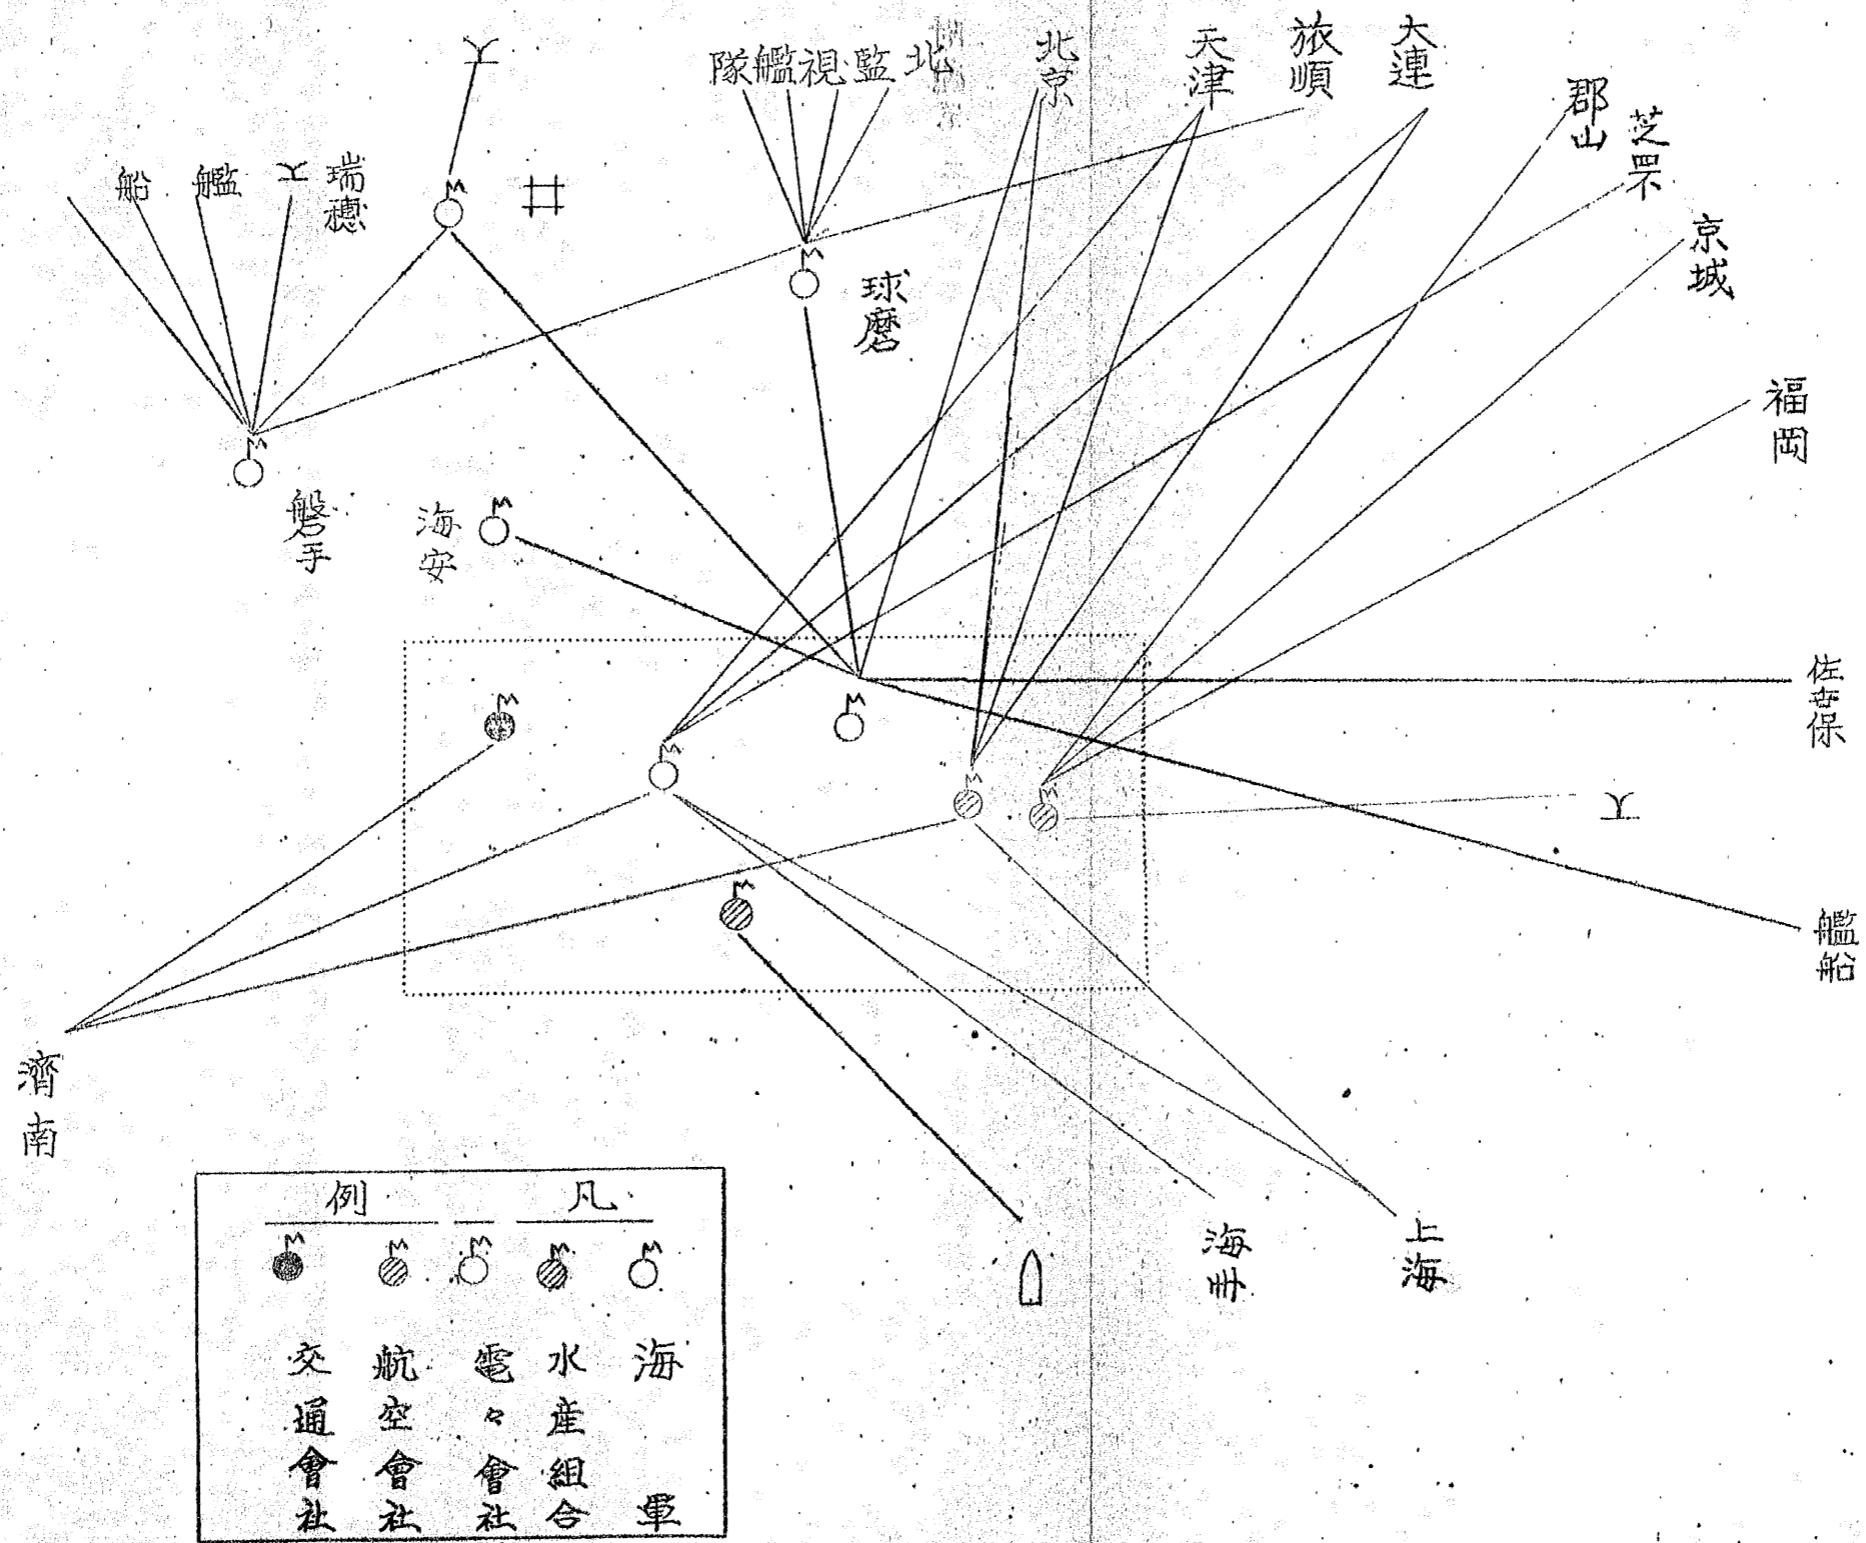 北監視艦隊
北京
天津
旅順
大連
郡山
芝罘
京城
福岡
佐世保
艦船
瑞穂
艦船
球磨
磐手
海安
濟南
海州
上海
凡例
海軍
水産組合
電々會社
航空會社
交通會社